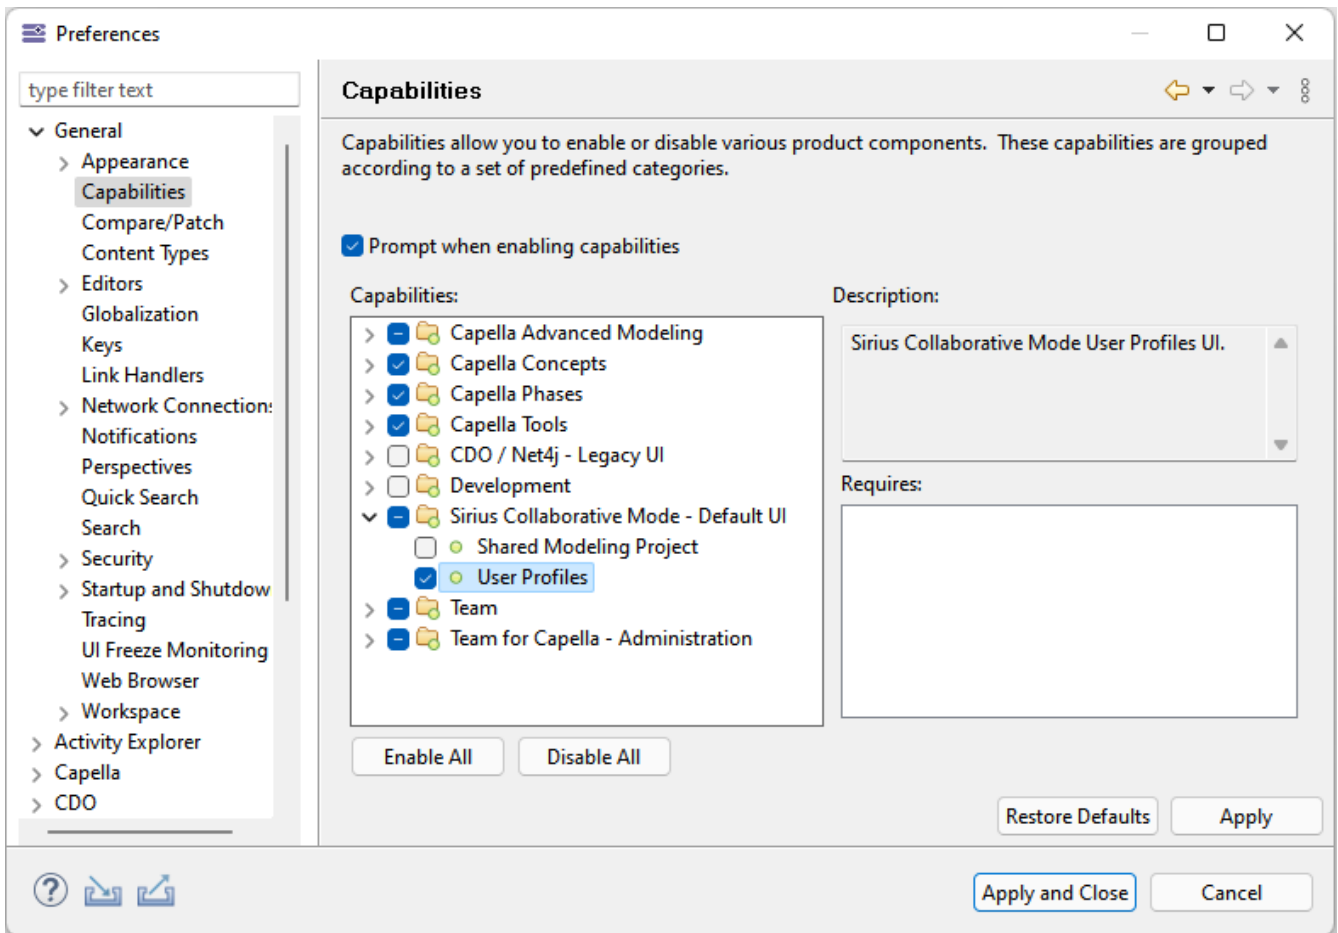 Preferences
type filter text
General
Appearance
Capabilities
Compare/Patch
Content Types
Editors
Globalization
Keys
Link Handlers
Network Connections
Notifications
Perspectives
Quick Search
Search
Security
Startup and Shutdow
Tracing
UI Freeze Monitoring
Web Browser
Workspace
Activity Explorer
Capella
CDO
Capabilities
Capabilities allow you to enable or disable various product components.  These capabilities are grouped
according to a set of predefined categories.
Prompt when enabling capabilities
Capabilities:
Capella Advanced Modeling
Capella Concepts
Capella Phases
Capella Tools
CDO / Net4j - Legacy UI
Development
Sirius Collaborative Mode - Default UI
Shared Modeling Project
User Profiles
Team
Team for Capella - Administration
Enable All
Disable All
Description:
Sirius Collaborative Mode User Profiles UI.
Requires:
Restore Defaults
Apply
Apply and Close
Cancel